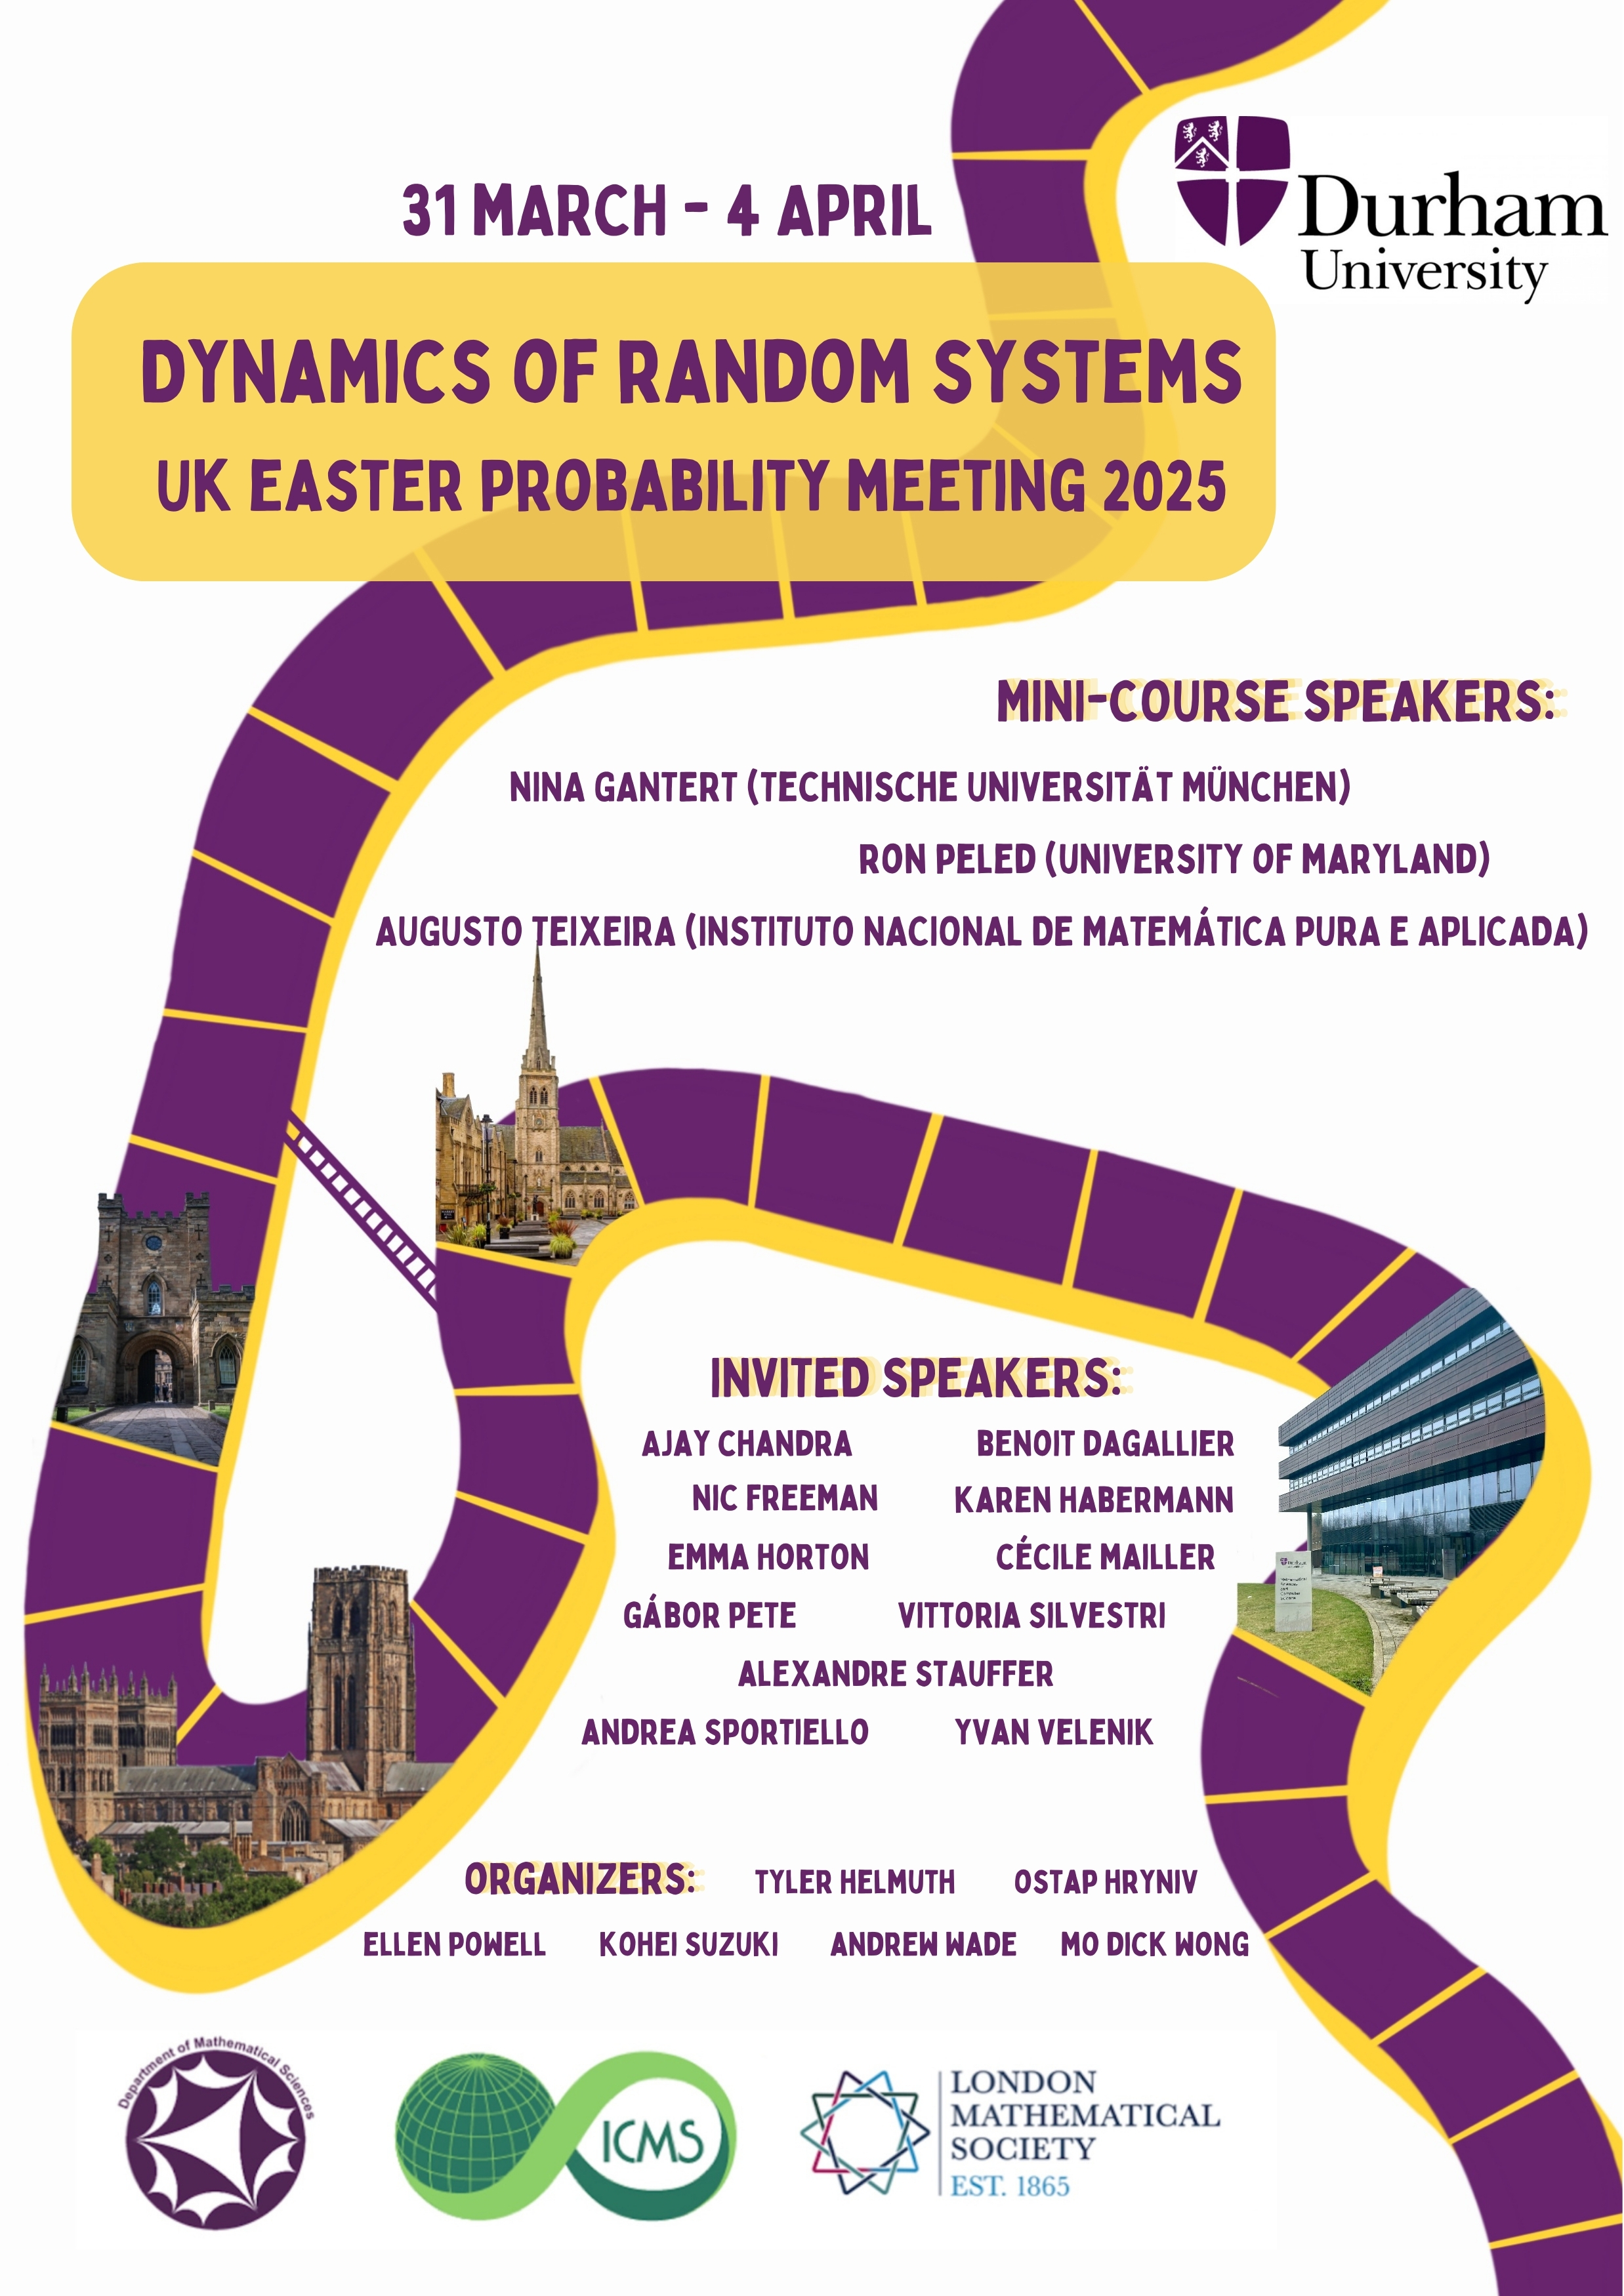 31 MARCH - 4 APRIL
Durham
University
DYNAMICS OF RANDOM SYSTEMS
UK EASTER PROBABILITY MEETING 2025
MINI-COURSE SPEAKERS:
NINA GANTERT (TECHNISCHE UNIVERSITÄT MÜNCHEN)
RON PELED (UNIVERSITY OF MARYLAND)
AUGUSTO TEIXEIRA (INSTITUTO NACIONAL DE MATEMÁTICA PURA E APLICADA)
INVITED SPEAKERS:
AJAY CHANDRA BENOIT DAGALLIER
NIC FREEMAN KAREN HABERMANN
EMMA HORTON CÉCILE MAILLER
GÁBOR PETE VITTORIA SILVESTRI
ALEXANDRE STAUFFER
ANDREA SPORTIELLO YVAN VELENIK
ORGANIZERS: TYLER HELMUTH OSTAP HRYNIV
ELLEN POWELL KOHEI SUZUKI ANDREW WADE MO DICK WONG
Department of Mathematical Sciences
ICMS
LONDON
MATHEMATICAL
SOCIETY
EST. 1865